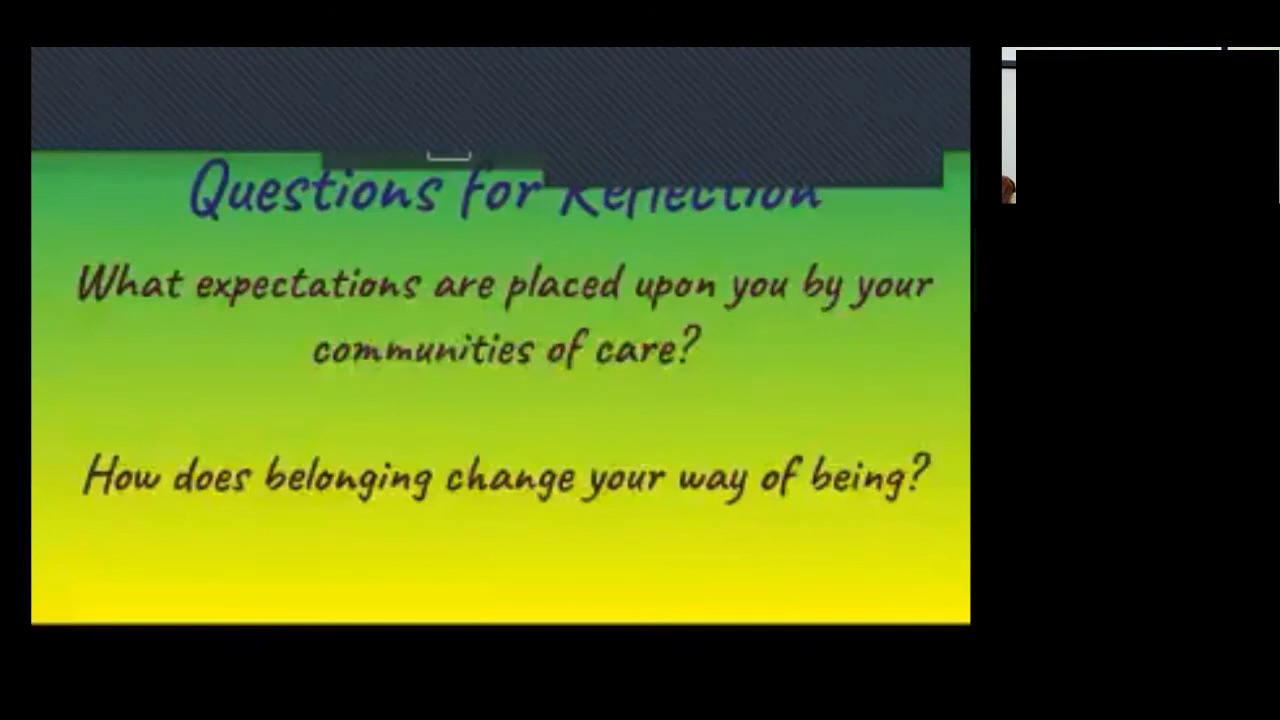 Questions for Reflection
What expectations are placed upon you by your
communities of care?
How does belonging change your way of being?